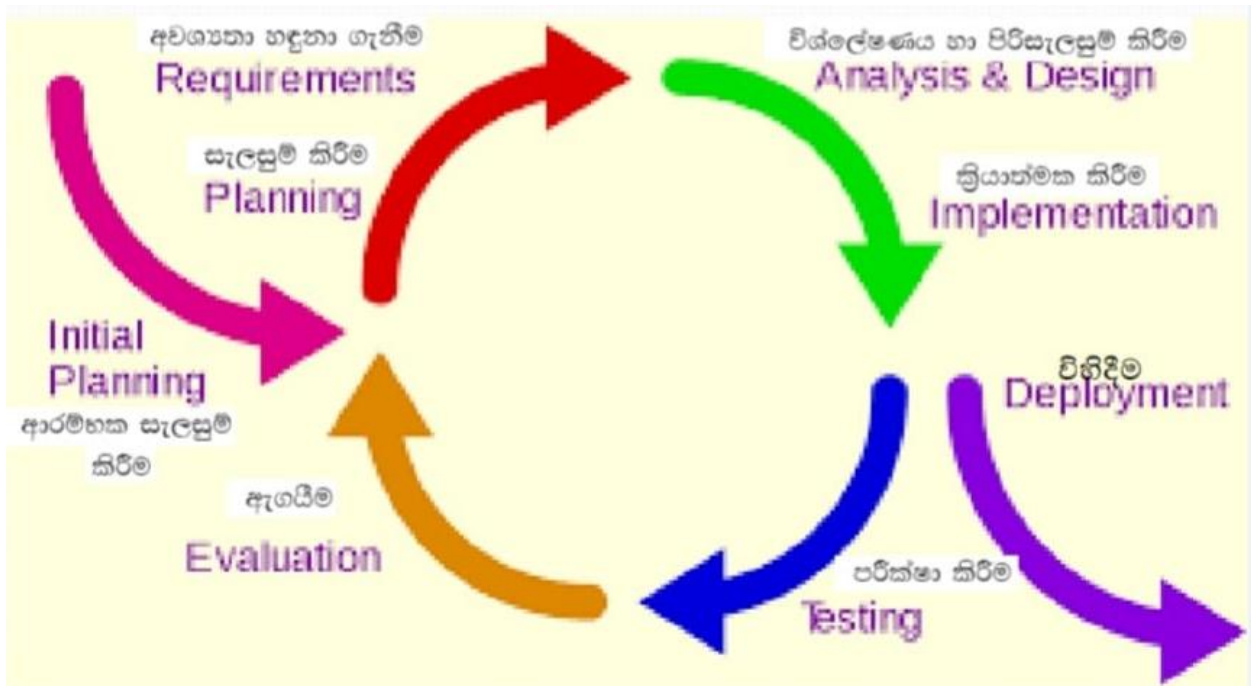 අවශ්‍යතා හඳුනා ගැනීම
Requirements
විශ්ලේෂණය හා පිරිසැලසුම් කිරීම
Analysis & Design
සැලසුම් කිරීම
Planning
ක්‍රියාත්මක කිරීම
Implementation
Initial
Planning
ආරම්භක සැලසුම්
කිරීම
විහිදීම
Deployment
ඇගයීම
Evaluation
පරීක්ෂා කිරීම
Testing